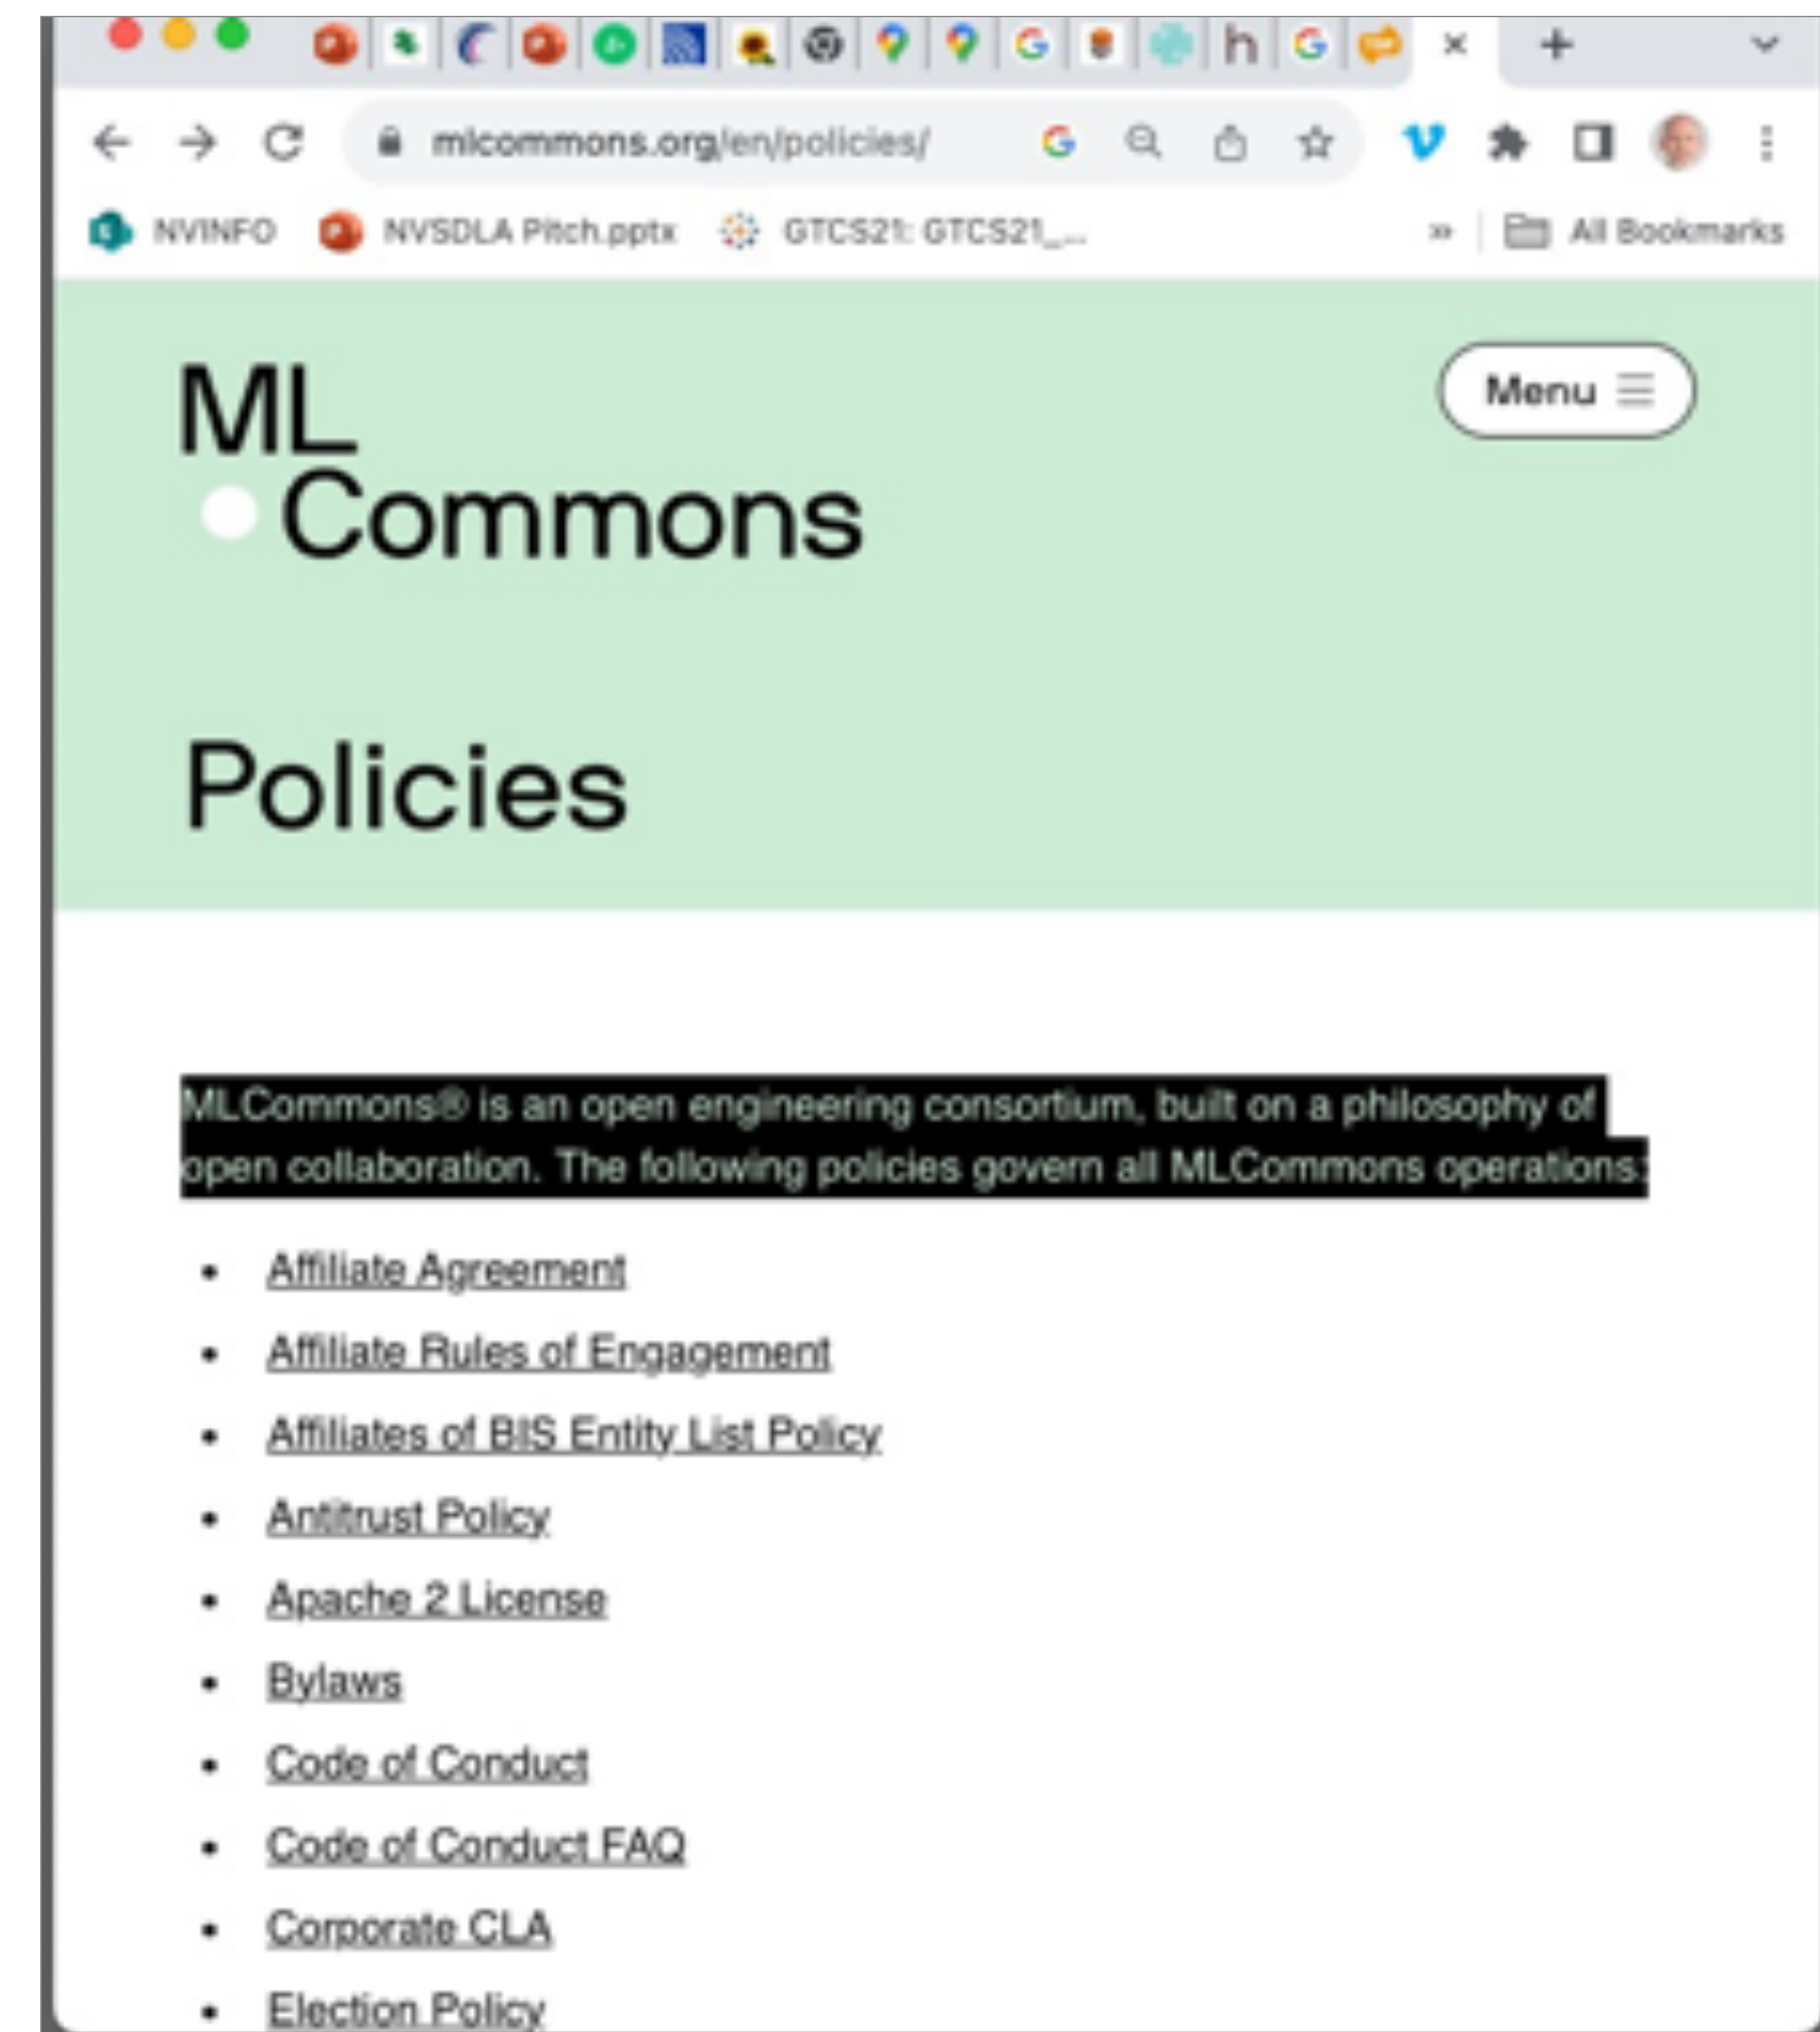 mlcommons.org/en/policies/
NVINFO NVSDLA Pitch.pptx GTCS21: GTCS21_... » All Bookmarks
ML
Commons
Menu
Policies
MLCommons® is an open engineering consortium, built on a philosophy of
open collaboration. The following policies govern all MLCommons operations:
• Affiliate Agreement
• Affiliate Rules of Engagement
• Affiliates of BIS Entity List Policy
• Antitrust Policy
• Apache 2 License
• Bylaws
• Code of Conduct
• Code of Conduct FAQ
• Corporate CLA
• Election Policy